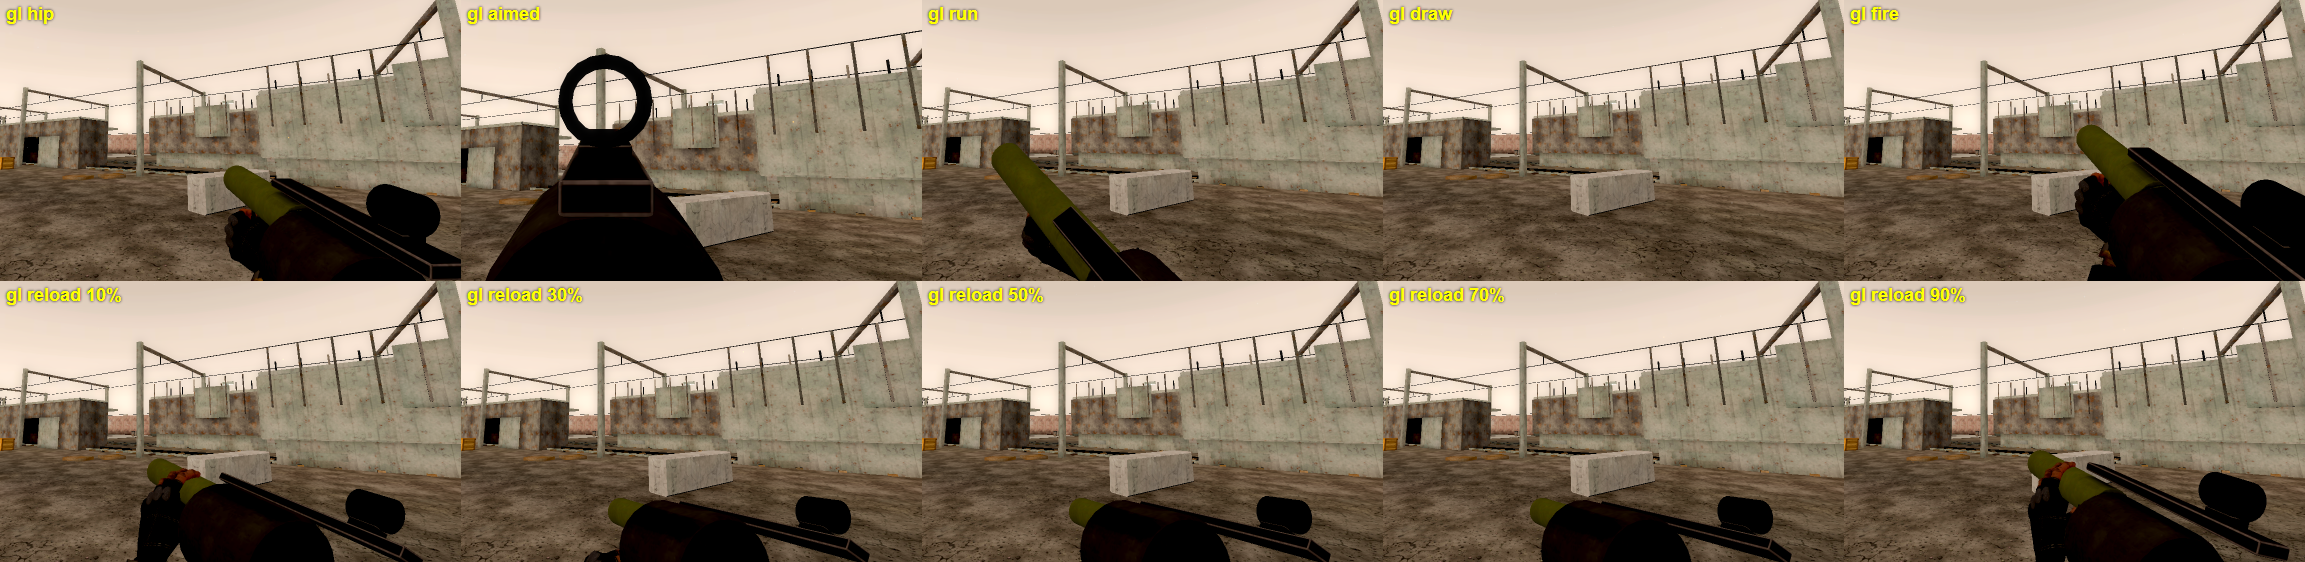 gl hip
gl aimed
gl run
gl draw
gl fire
gl reload 10%
gl reload 30%
gl reload 50%
gl reload 70%
gl reload 90%